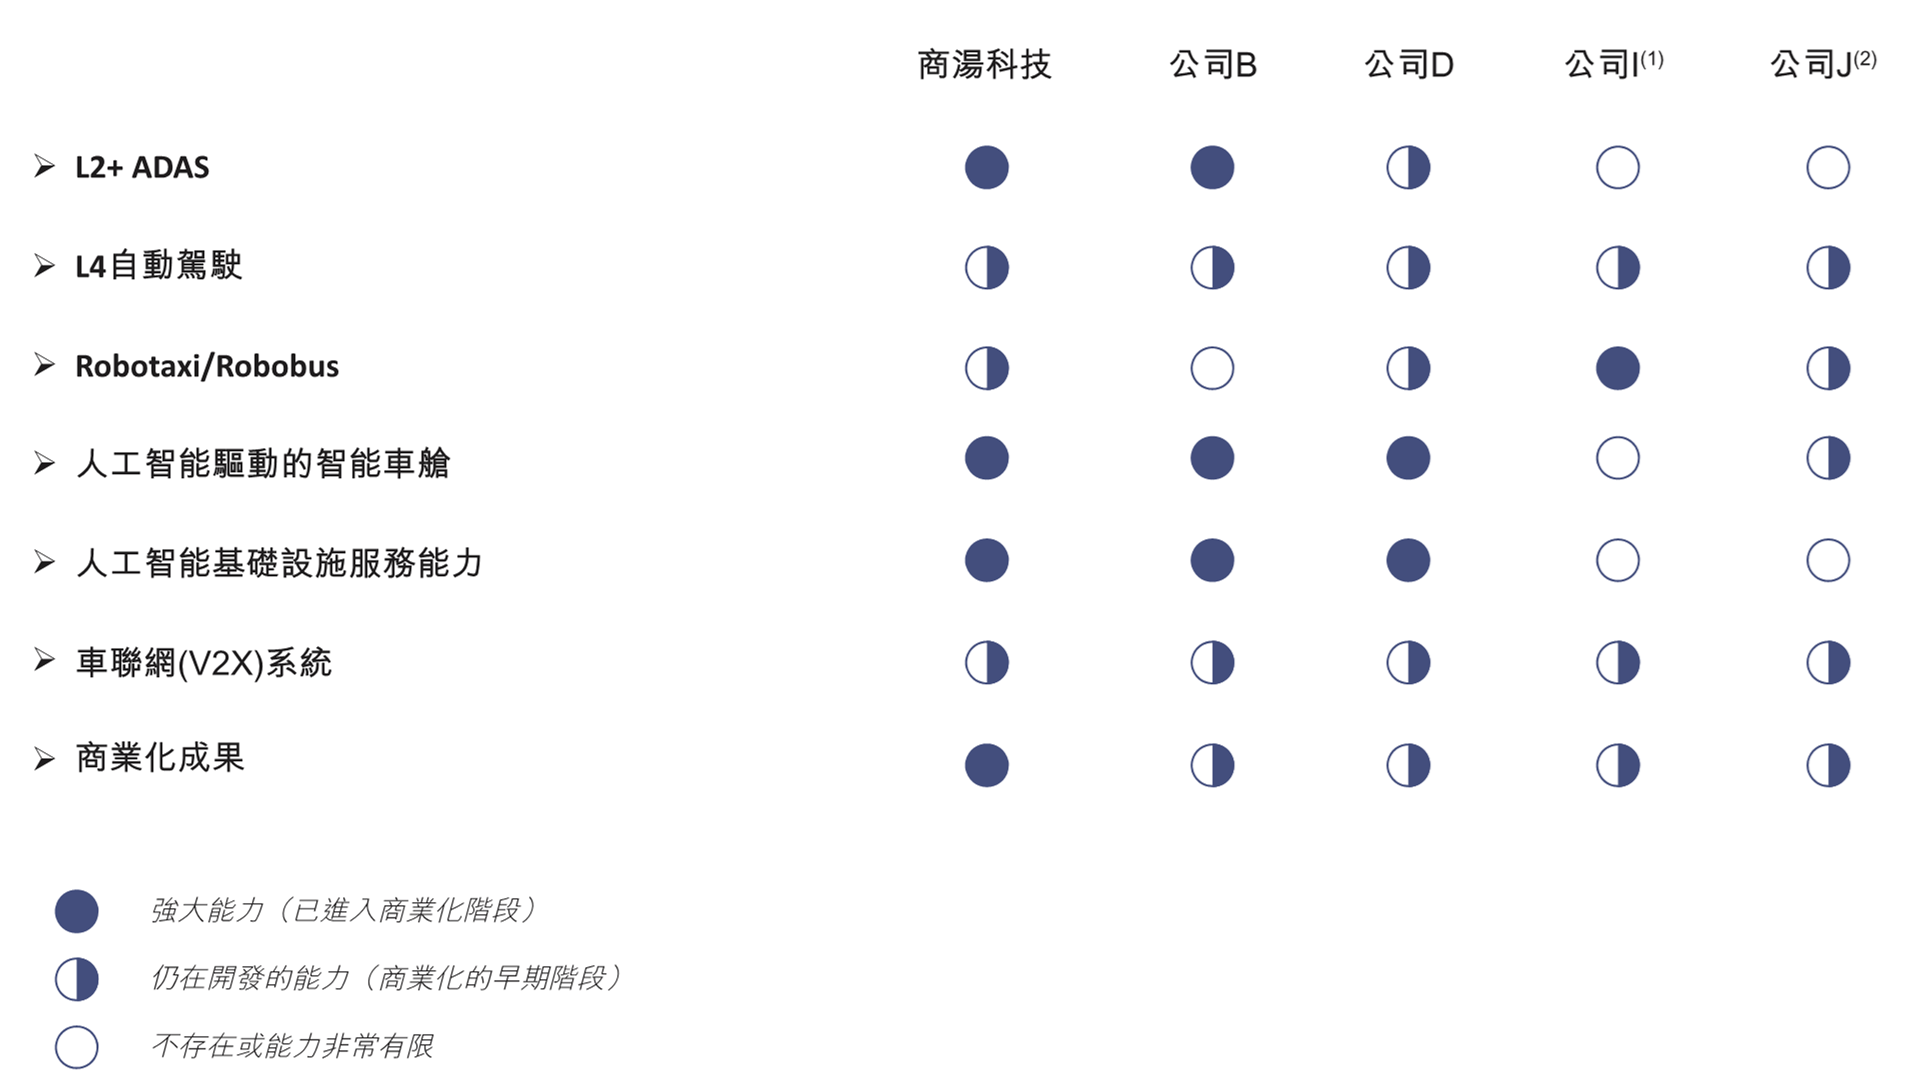 商湯科技 公司B 公司D 公司I(1) 公司J(2)
L2+ ADAS
L4自動駕駛
Robotaxi/Robobus
人工智能驅動的智能車艙
人工智能基礎設施服務能力
車聯網(V2X)系統
商業化成果
強大能力（已進入商業化階段）
仍在開發的能力（商業化的早期階段）
不存在或能力非常有限